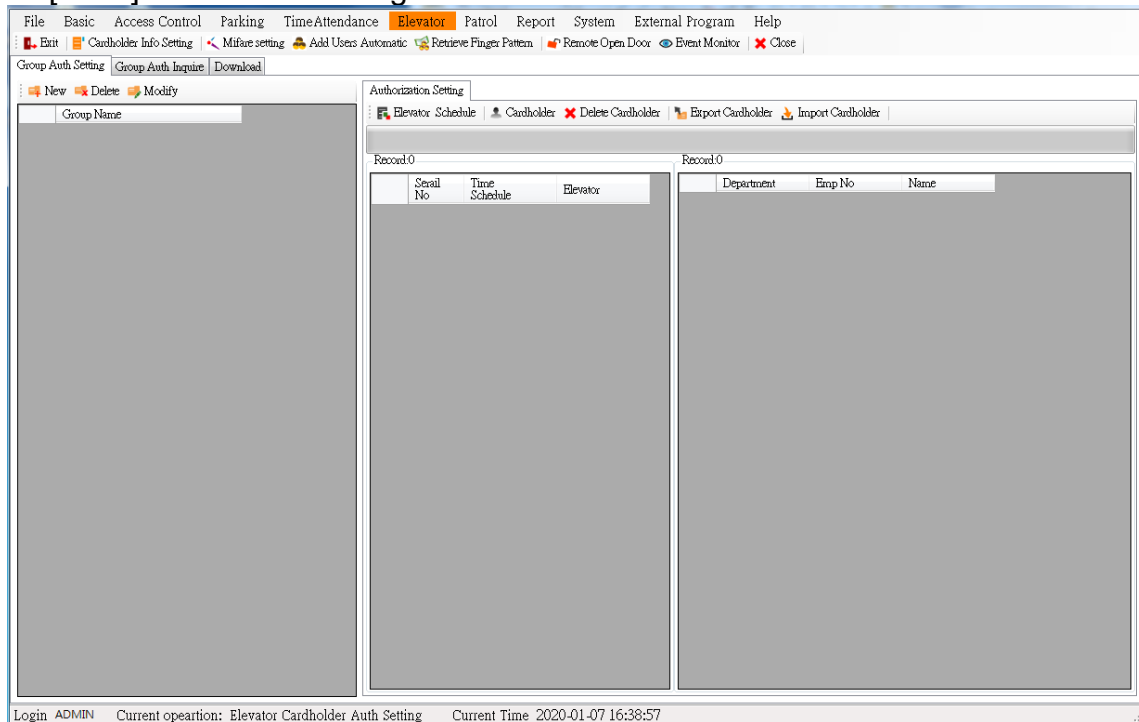 File Basic Access Control Parking TimeAttendance Elevator Patrol Report System External Program Help
Exit Cardholder Info Setting Mifare setting Add Users Automatic Retrieve Finger Pattern Remote Open Door Event Monitor Close
Group Auth Setting Group Auth Inquire Download
New Delete Modify
Group Name
Authorization Setting
Elevator Schedule Cardholder Delete Cardholder Export Cardholder Import Cardholder
Record:0
Serail No Time Schedule Elevator
Record:0
Department Emp No Name
Login ADMIN Current opeartion: Elevator Cardholder Auth Setting Current Time 2020-01-07 16:38:57